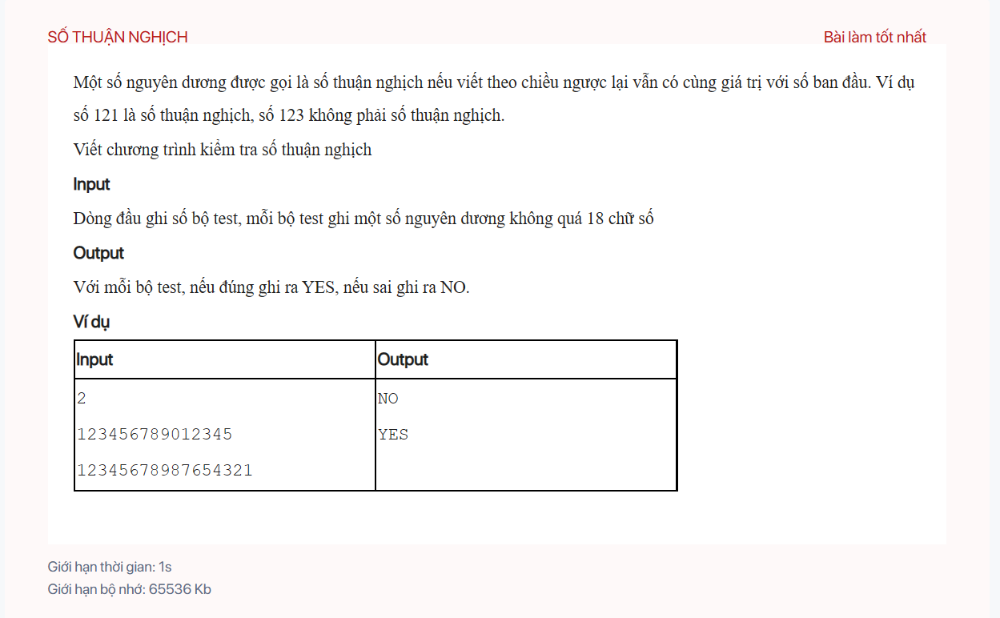 SỐ THUẬN NGHỊCH
Bài làm tốt nhất
Một số nguyên dương được gọi là số thuận nghịch nếu viết theo chiều ngược lại vẫn có cùng giá trị với số ban đầu. Ví dụ
số 121 là số thuận nghịch, số 123 không phải số thuận nghịch.
Viết chương trình kiểm tra số thuận nghịch
Input
Dòng đầu ghi số bộ test, mỗi bộ test ghi một số nguyên dương không quá 18 chữ số
Output
Với mỗi bộ test, nếu đúng ghi ra YES, nếu sai ghi ra NO.
Ví dụ
Input
Output
2
123456789012345
12345678987654321
NO
YES
Giới hạn thời gian: 1s
Giới hạn bộ nhớ: 65536 Kb